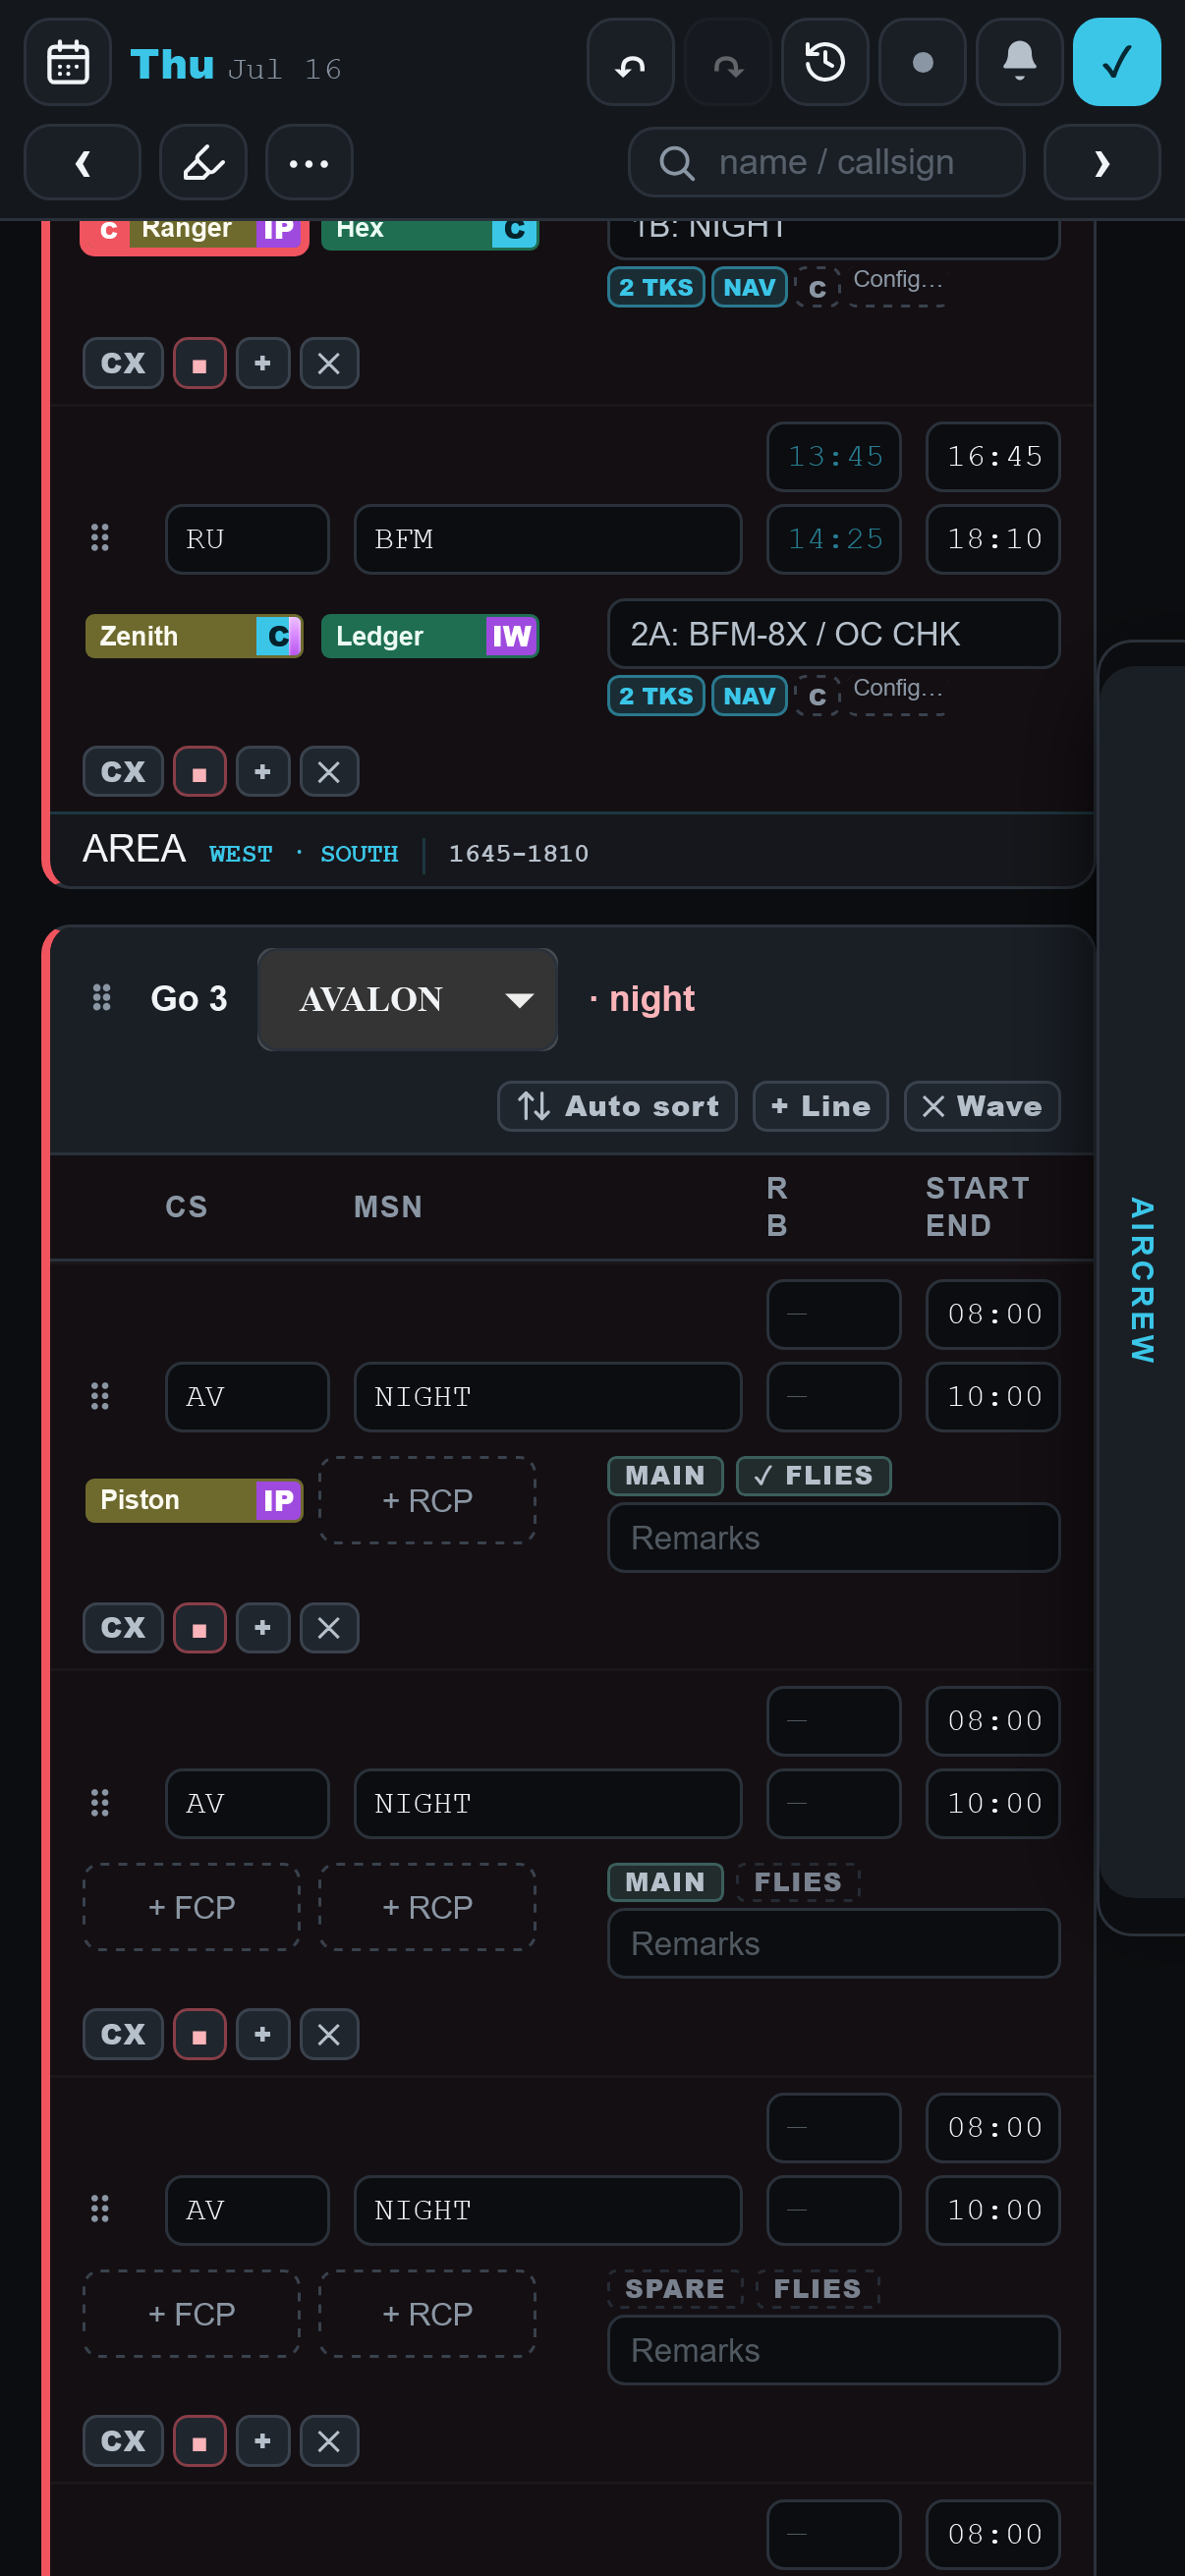 Thu Jul 16
name / callsign
C Ranger IP Hex C 1B: NIGHT
2 TKS NAV C Config...
CX +
13:45 16:45
RU BFM 14:25 18:10
Zenith C Ledger IW 2A: BFM-8X / OC CHK
2 TKS NAV C Config...
CX +
AREA WEST · SOUTH 1645–1810
Go 3 AVALON · night
Auto sort + Line × Wave
CS MSN R START
B END
— 08:00
AV NIGHT — 10:00
MAIN ✓ FLIES
Piston IP + RCP Remarks
CX +
— 08:00
AV NIGHT — 10:00
MAIN FLIES
+ FCP + RCP Remarks
CX +
— 08:00
AV NIGHT — 10:00
SPARE FLIES
+ FCP + RCP Remarks
CX +
— 08:00
AIRCREW